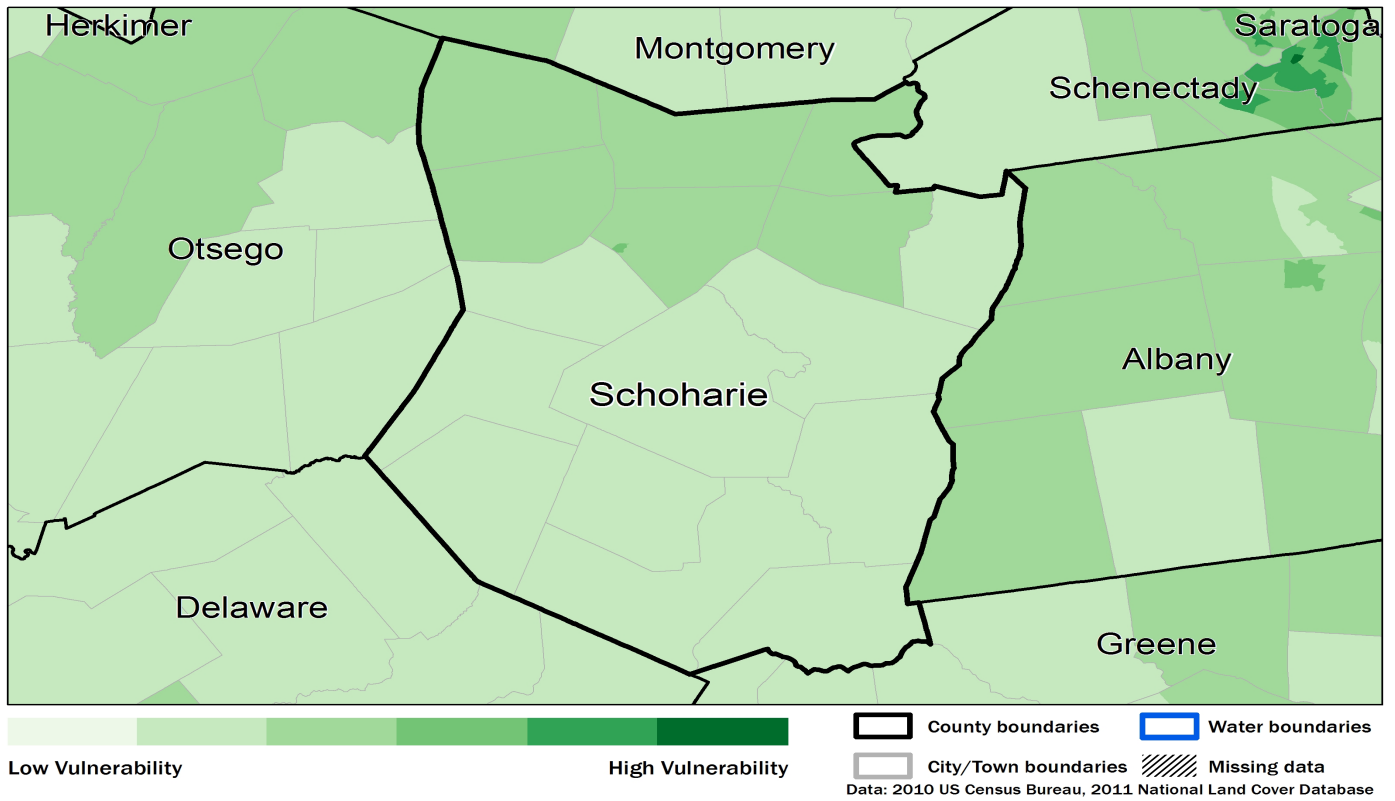 Herkimer
Saratoga
Montgomery
Schenectady
Otsego
Albany
Schoharie
Delaware
Greene
Low Vulnerability
High Vulnerability
County boundaries
Water boundaries
City/Town boundaries
Missing data
Data: 2010 US Census Bureau, 2011 National Land Cover Database